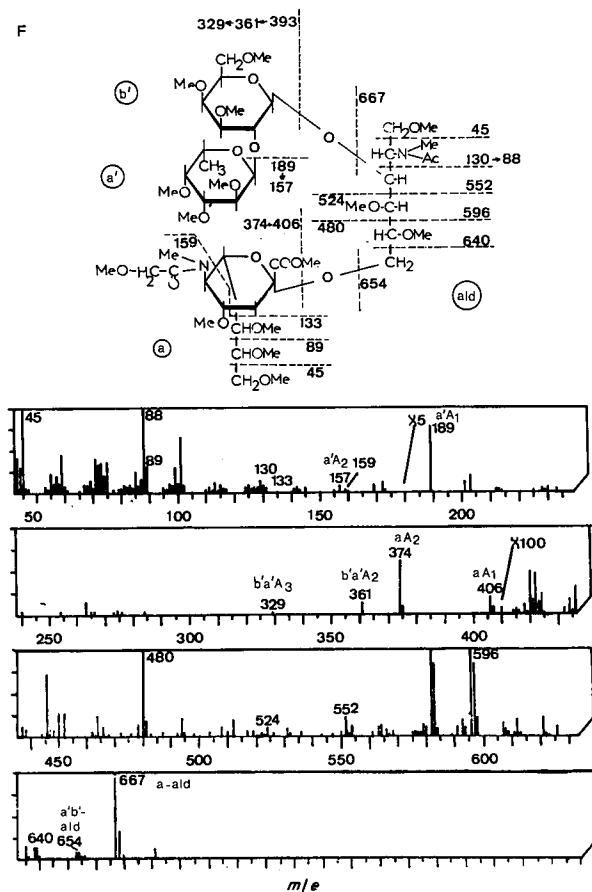 F
329←361←393
CH₂OMe
b'
MeO
O
OMe
O
667
O
CH₂OMe 45
HC-N Me
Ac 130→88
C-CH 552
524 MeO-CH
480 596
HC-OMe 640
CH₂
a'
CH₃
O
189
↓
157
Me
MeO
MeO
374←406
159
Me
N
O
COOMe
O
654
ald
MeO-H₂C-C
O
MeO
a
133
CHOMe
89
CHOMe
45
CH₂OMe
45 88 X5 a'A₁
189
89 130 133 a'A₂ 157 159
50 100 150 200
aA₂
374
X100
b'a'A₃
329
b'a'A₂
361
aA₁
406
250 300 350 400
480 596
524 552
450 500 550 600
667 a-ald
a'b'-
ald
640 654
m/e